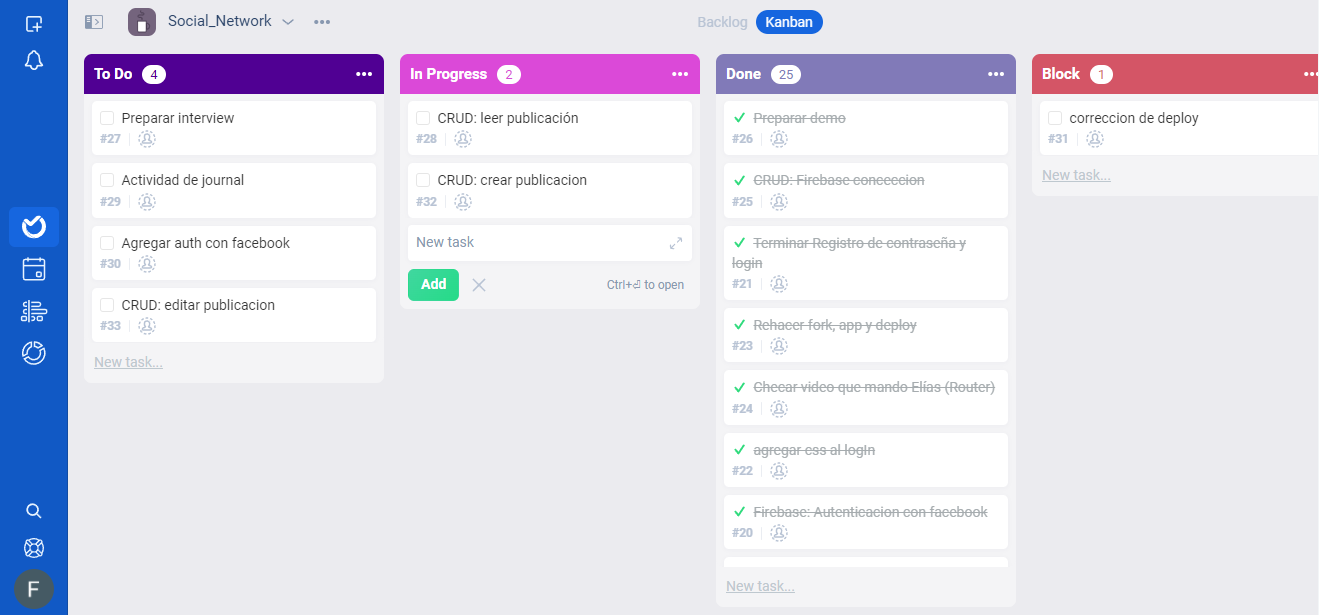 Social_Network
Backlog
Kanban
To Do 4
Preparar interview
#27
Actividad de journal
#29
Agregar auth con facebook
#30
CRUD: editar publicacion
#33
New task...
In Progress 2
CRUD: leer publicación
#28
CRUD: crear publicacion
#32
New task
Add
Ctrl+⏎ to open
Done 25
Preparar demo
#26
CRUD: Firebase conceccion
#25
Terminar Registro de contraseña y
login
#21
Rehacer fork, app y deploy
#23
Checar video que mando Elías (Router)
#24
agregar css al logIn
#22
Firebase: Autenticacion con facebook
#20
New task...
Block 1
correccion de deploy
#31
New task...
F